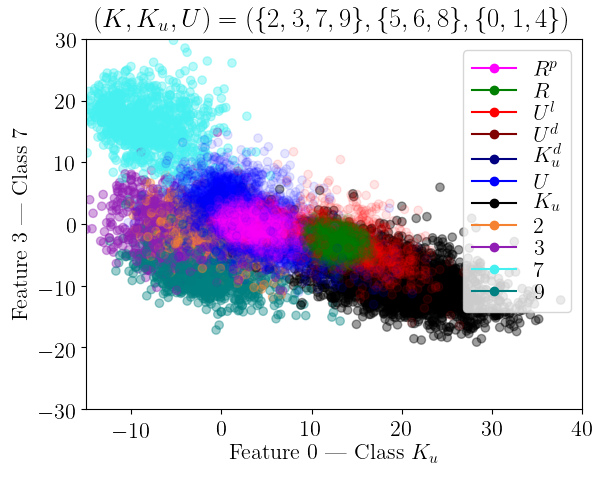 (K, K_u, U) = ({2, 3, 7, 9}, {5, 6, 8}, {0, 1, 4})
30
20
10
0
−10
−20
−30
Feature 3 — Class 7
R^p
R
U^l
U^d
K_u^d
U
K_u
2
3
7
9
−10
0
10
20
30
40
Feature 0 — Class K_u